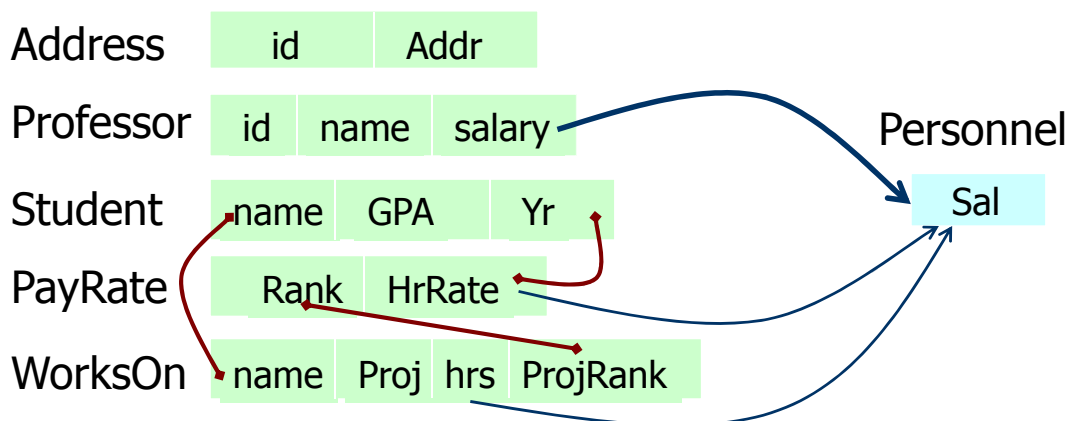 Address id Addr
Professor id name salary
Personnel
Student name GPA Yr
Sal
PayRate Rank HrRate
WorksOn name Proj hrs ProjRank